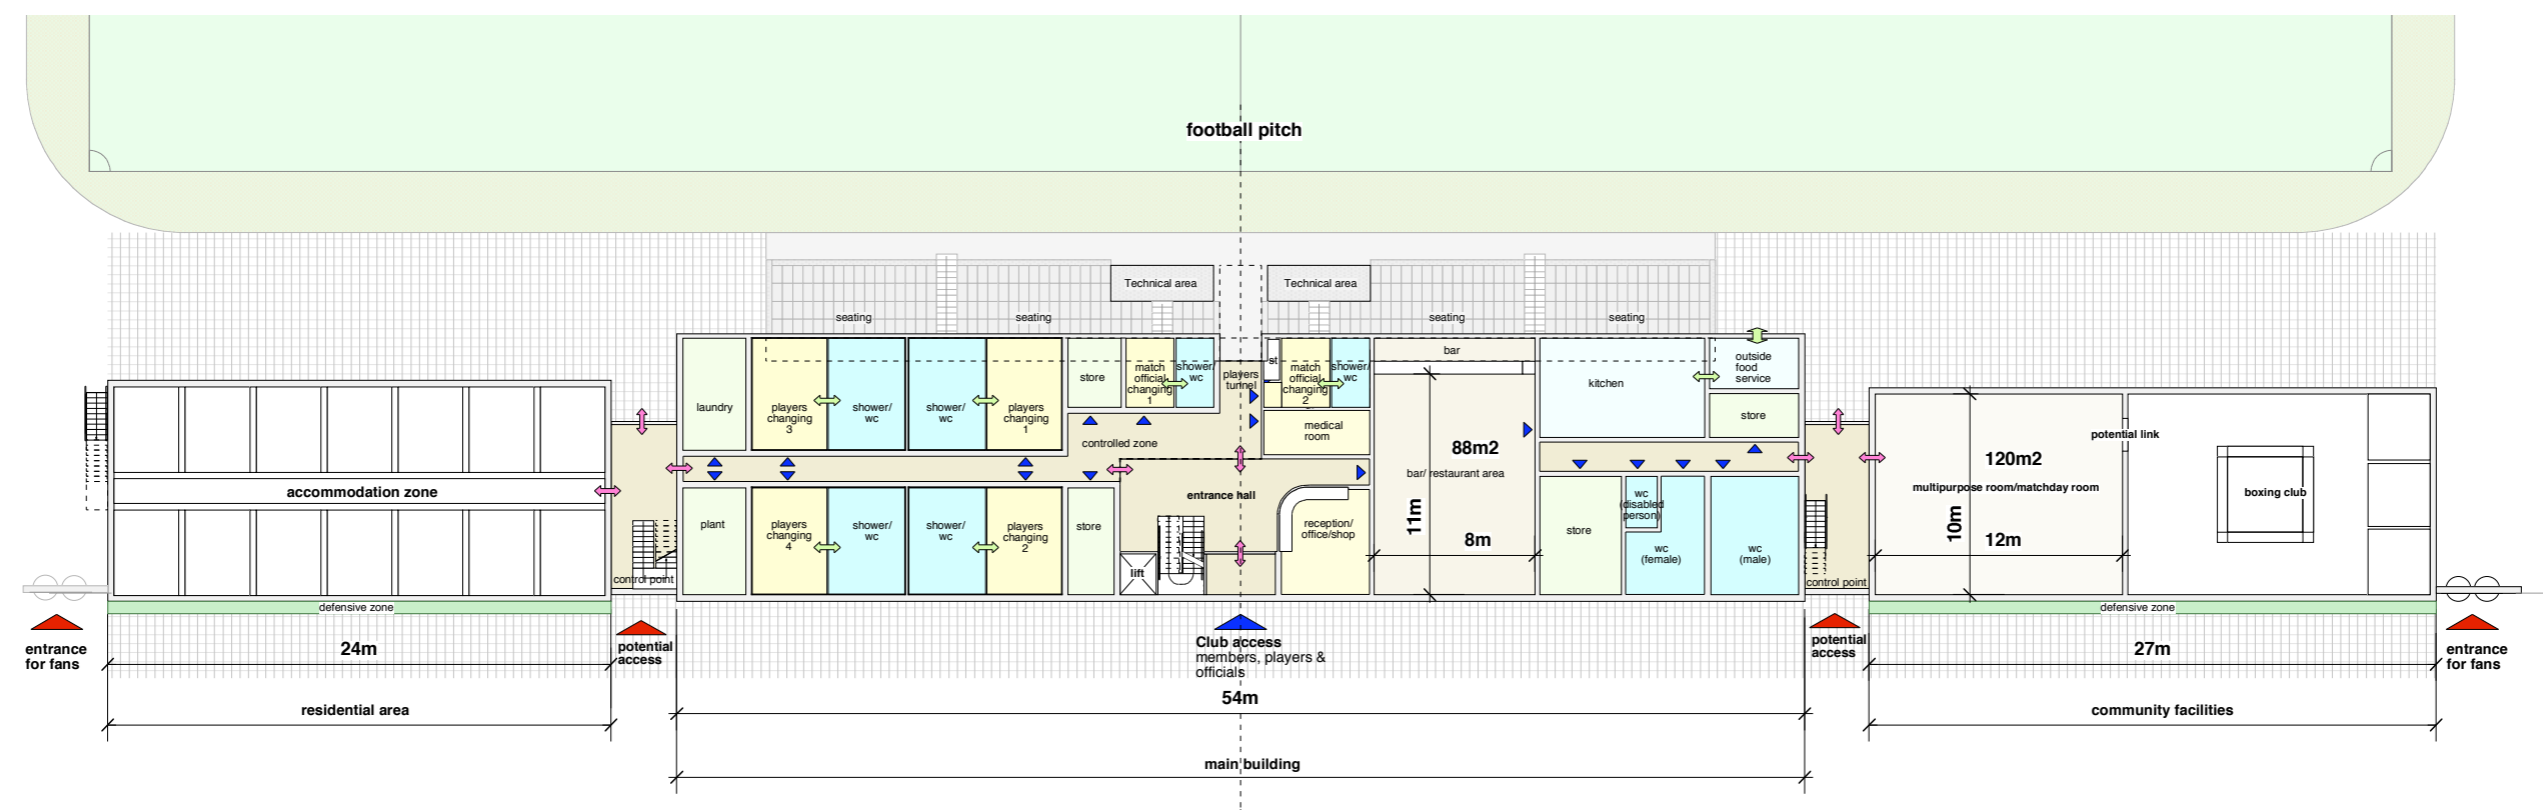 football pitch
Technical area
Technical area
seating
seating
seating
seating
laundry
players
changing
3
shower/
wc
shower/
wc
players
changing
1
store
match
official
changing
1
shower/
wc
players
tunnel
st
match
official
changing
2
shower/
wc
bar
kitchen
outside
food
service
store
medical
room
controlled zone
88m2
bar/ restaurant area
11m
8m
accommodation zone
entrance hall
plant
players
changing
4
shower/
wc
shower/
wc
players
changing
2
store
lift
reception/
office/shop
store
wc
(disabled
person)
wc
(female)
wc
(male)
potential link
120m2
multipurpose room/matchday room
10m
12m
boxing club
control point
control point
defensive zone
defensive zone
entrance
for fans
24m
potential
access
Club access
members, players &
officials
potential
access
27m
entrance
for fans
54m
residential area
community facilities
main building